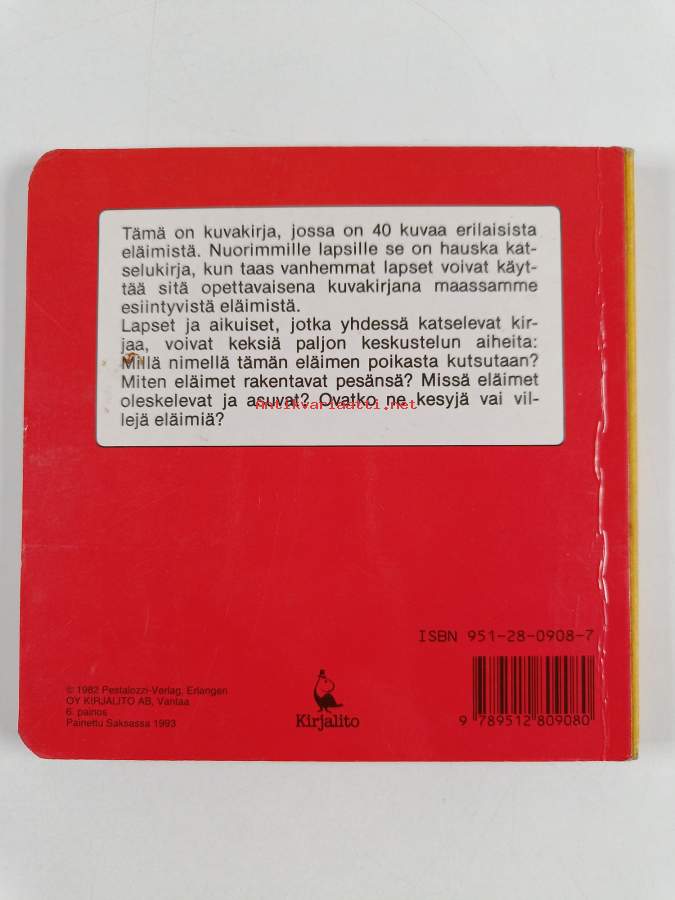 Tämä on kuvakirja, jossa on 40 kuvaa erilaisista
eläimistä. Nuorimmille lapsille se on hauska kat-
selukirja, kun taas vanhemmat lapset voivat käyt-
tää sitä opettavaisena kuvakirjana maassamme
esiintyvistä eläimistä.
Lapset ja aikuiset, jotka yhdessä katselevat kir-
jaa, voivat keksiä paljon keskustelun aiheita:
Millä nimellä tämän eläimen poikasta kutsutaan?
Miten eläimet rakentavat pesänsä? Missä eläimet
oleskelevat ja asuvat? Ovatko ne kesyjä vai vil-
lejä eläimiä?
Antikvariaatti.net
ISBN 951-28-0908-7
© 1982 Pestalozzi-Verlag, Erlangen
OY KIRJALITO AB, Vantaa
6. painos
Painettu Saksassa 1993
Kirjalito
9 789512 809080